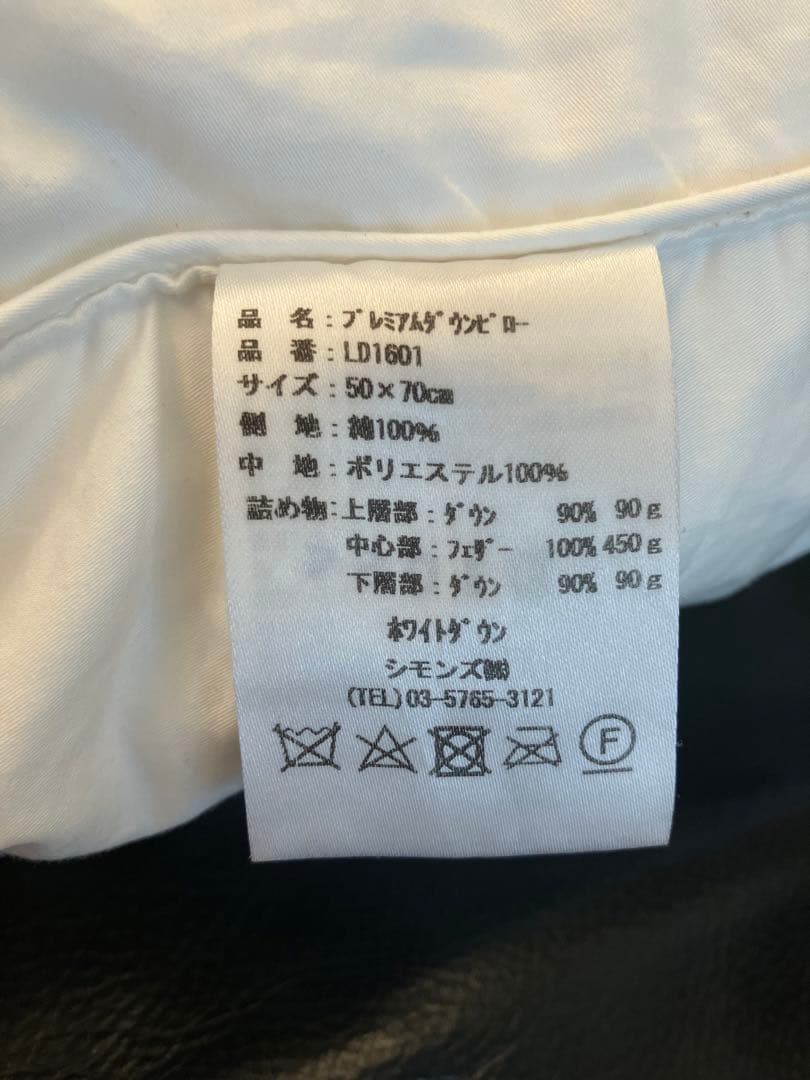 品 名：プレミアムダウンピロー
品 番：LD1601
サイズ：50×70cm
側 地：綿100%
中 地：ポリエステル100%
詰め物：上層部：ダウン 90% 90g
中心部：フェザー 100% 450g
下層部：ダウン 90% 90g
ホワイトダウン
シモンズ㈱
(TEL)03-5765-3121
F